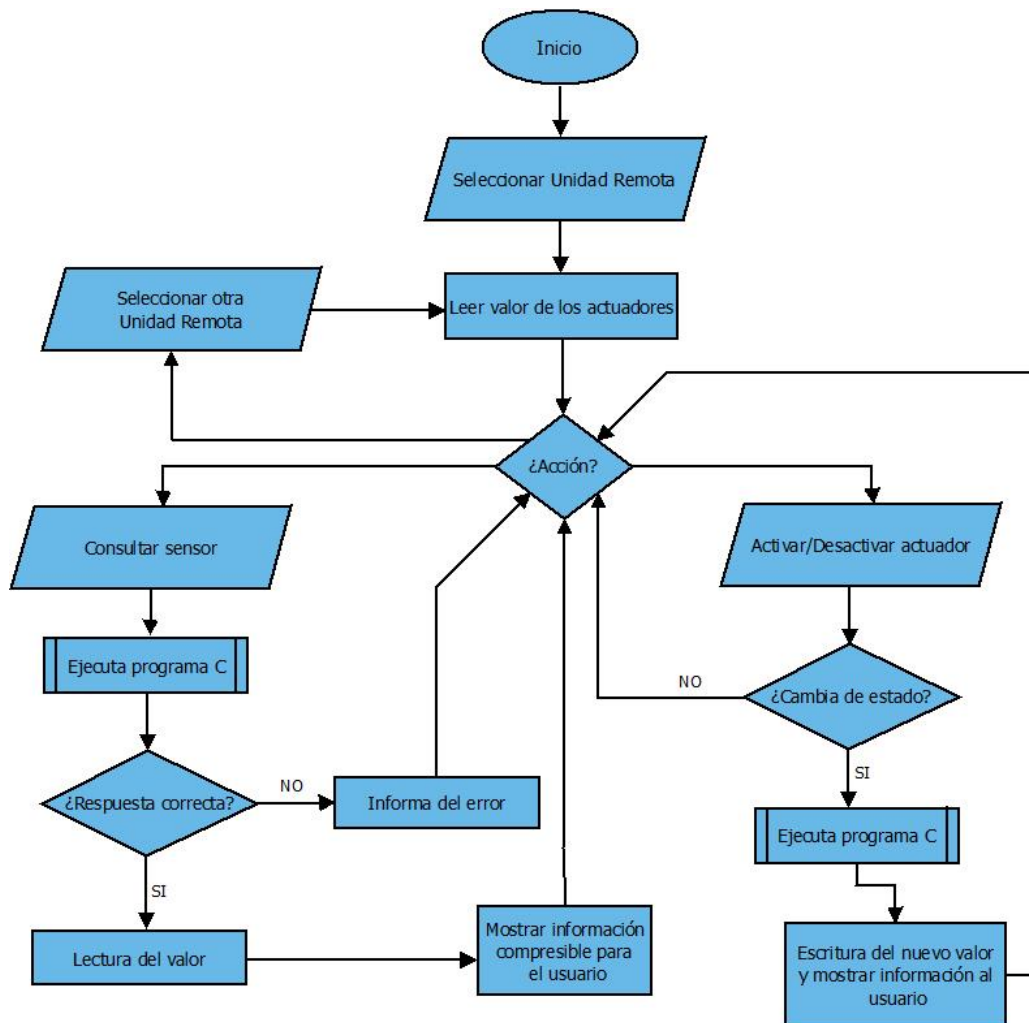 Inicio
Seleccionar Unidad Remota
Seleccionar otra
Unidad Remota
Leer valor de los actuadores
¿Acción?
Consultar sensor
Activar/Desactivar actuador
Ejecuta programa C
¿Cambia de estado?
NO
¿Respuesta correcta?
NO
Informa del error
SI
Ejecuta programa C
SI
Lectura del valor
Mostrar información
compresible para
el usuario
Escritura del nuevo valor
y mostrar información al
usuario